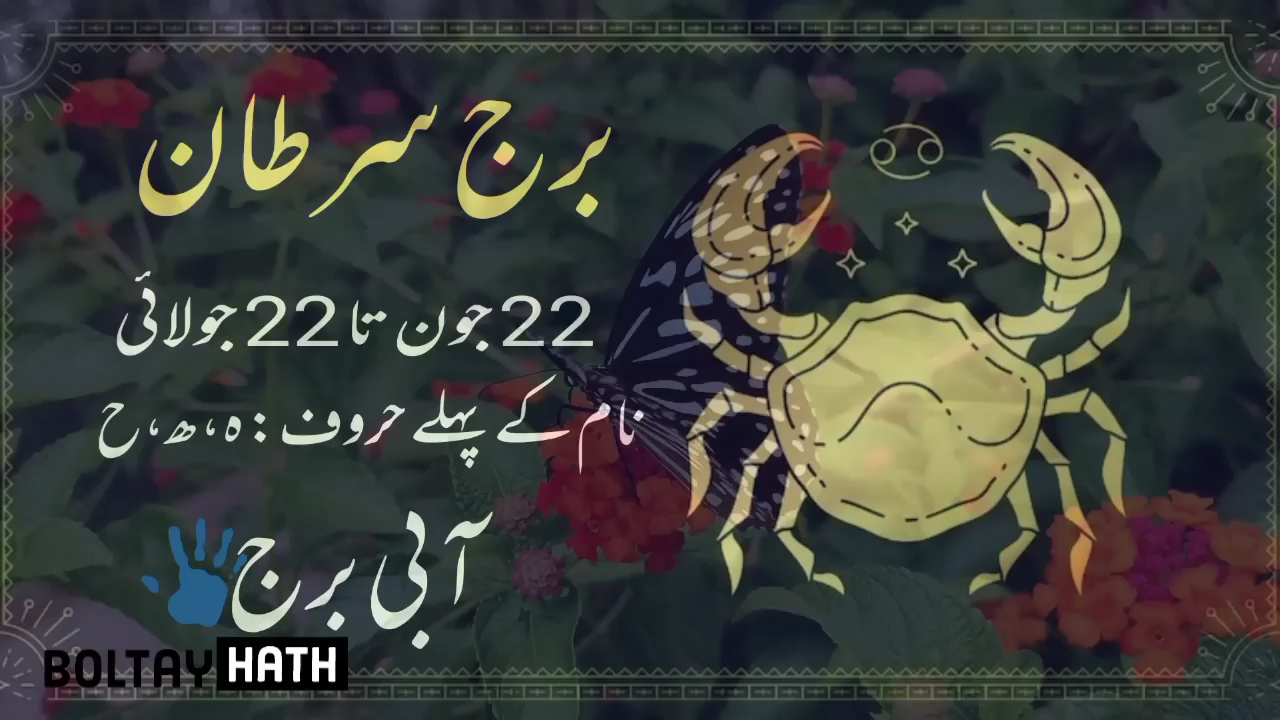 برج سرطان
22 جون تا 22 جولائی
نام کے پہلے حروف : ہ، ھ، ح
آبی برج
BOLTAY HATH